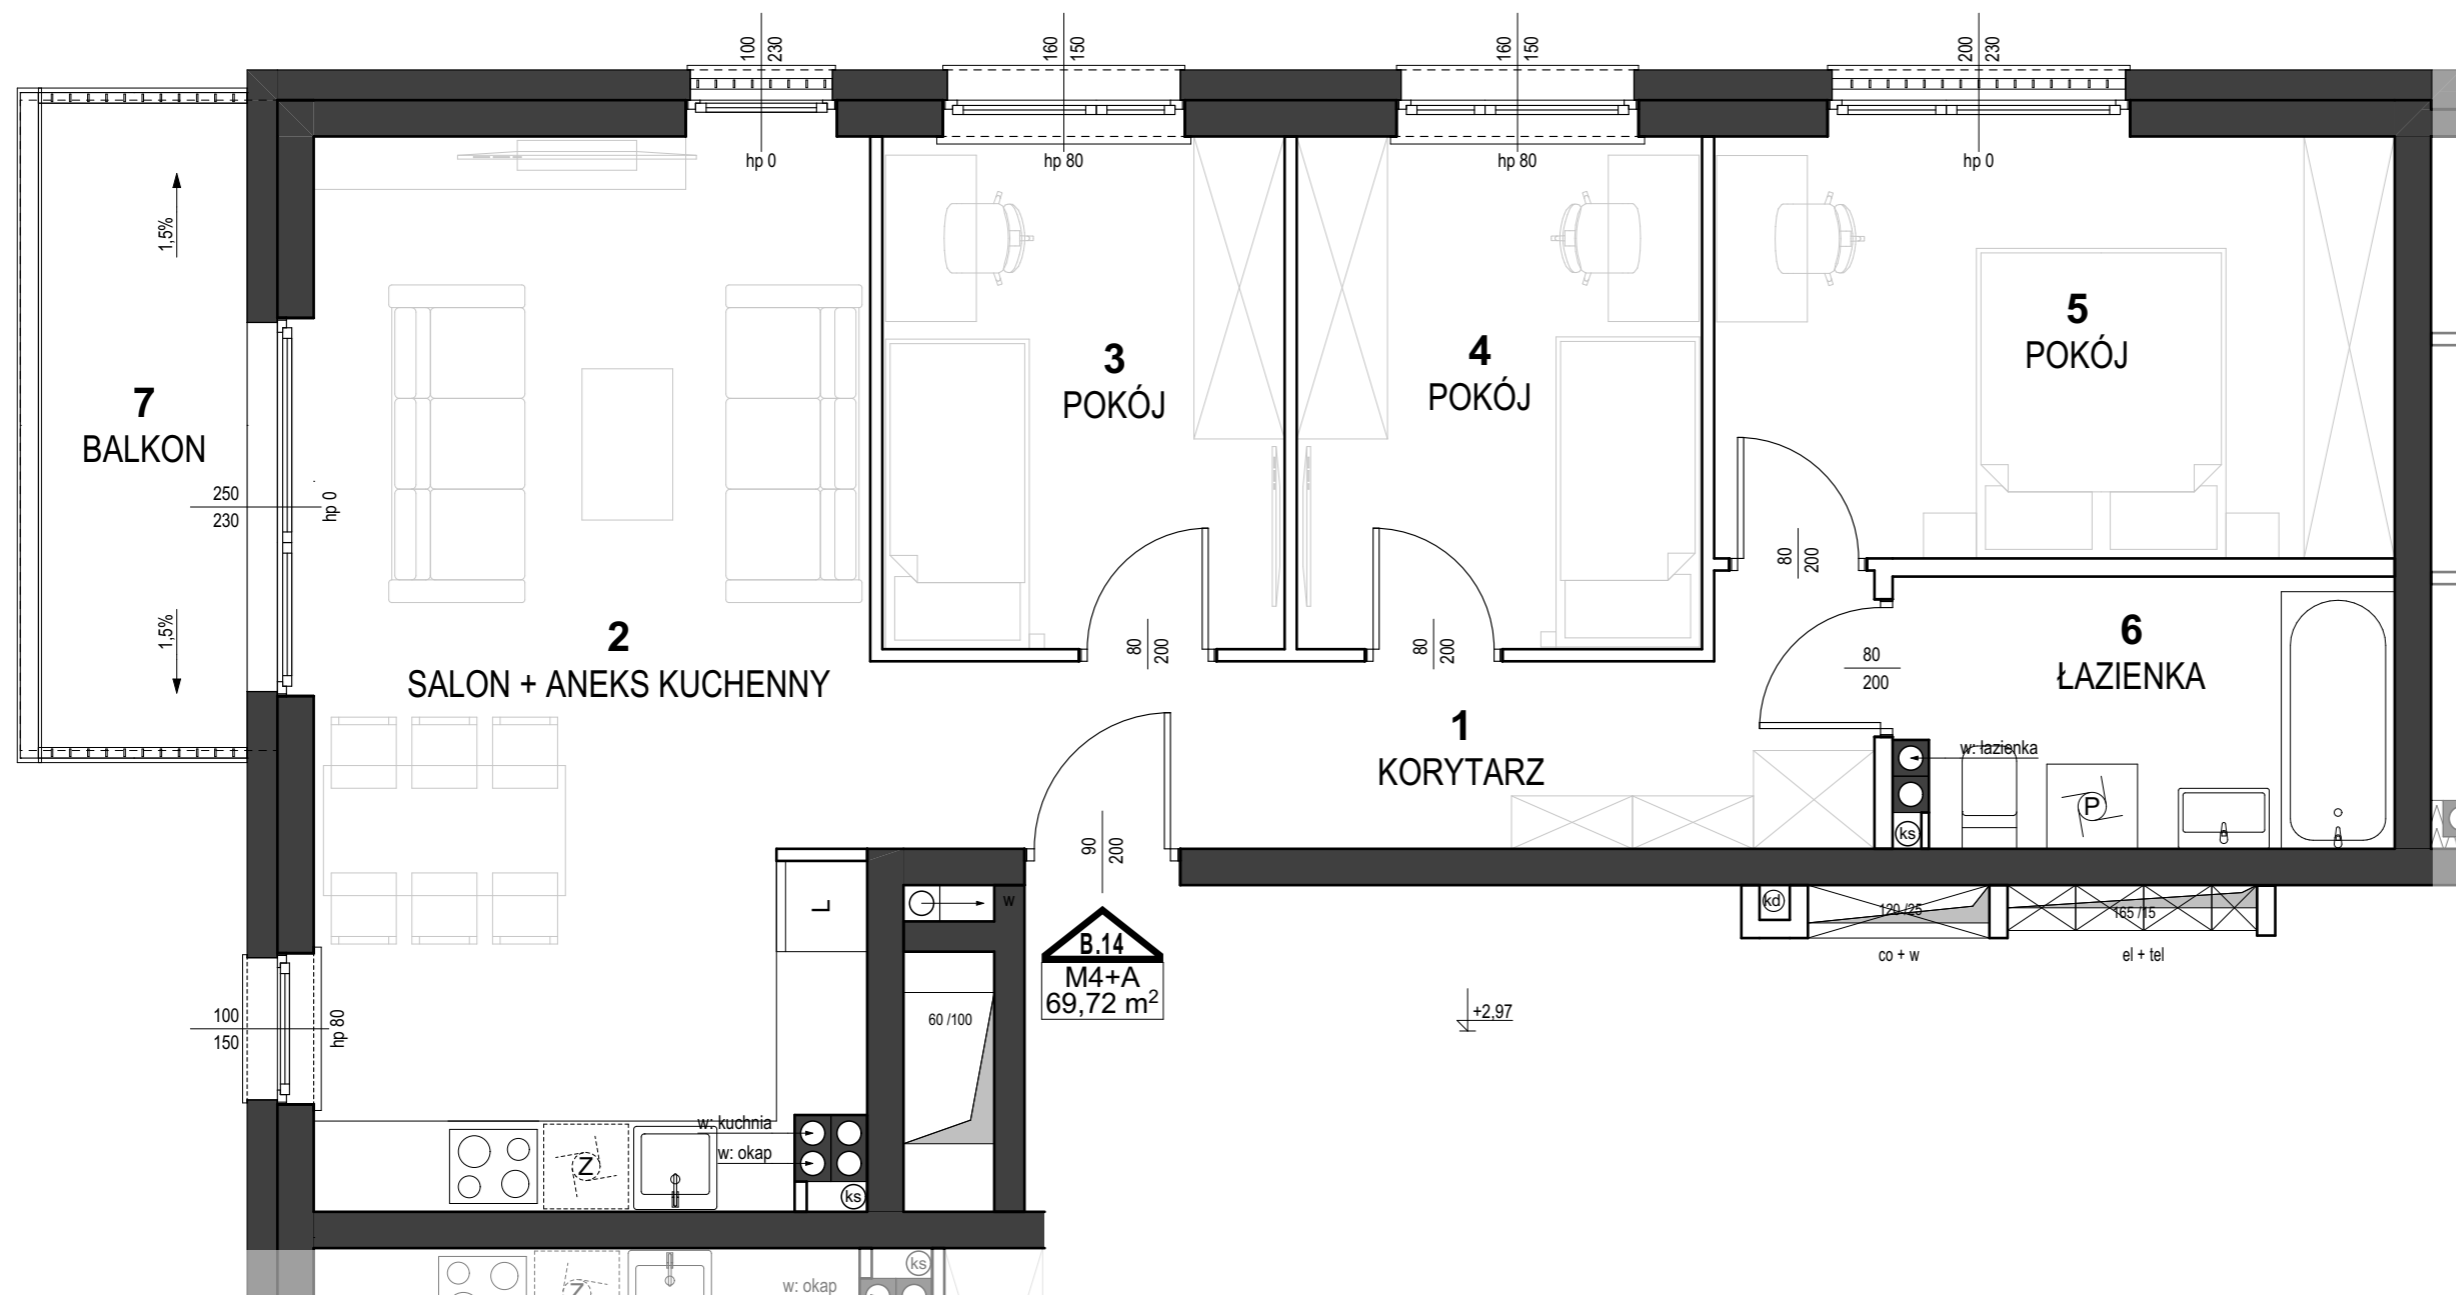 100
230
160
150
160
150
200
230
hp 0
hp 80
hp 80
hp 0
1,5%
5
POKÓJ
3
POKÓJ
4
POKÓJ
7
BALKON
250
230
hp 0
80
200
1,5%
2
SALON + ANEKS KUCHENNY
80
200
80
200
80
200
6
ŁAZIENKA
1
KORYTARZ
w: łazienka
P
ks
90
200
L
w
B.14
M4+A
69,72 m²
kd
120 /25
165 /15
co + w
el + tel
100
150
hp 80
60 /100
+2,97
w: kuchnia
w: okap
Z
ks
ks
Z
w: okap